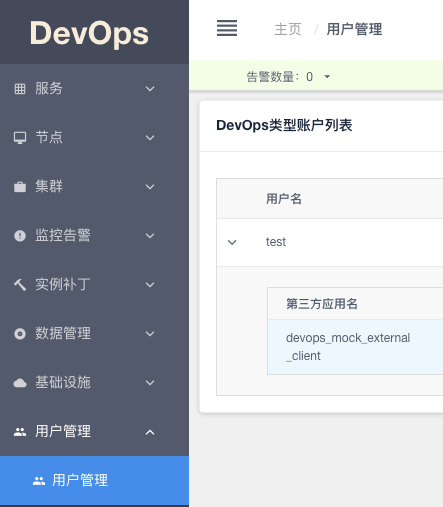 DevOps
主页 / 用户管理
告警数量：0
服务
节点
集群
监控告警
实例补丁
数据管理
基础设施
用户管理
用户管理
DevOps类型账户列表
用户名
test
第三方应用名
devops_mock_external
_client